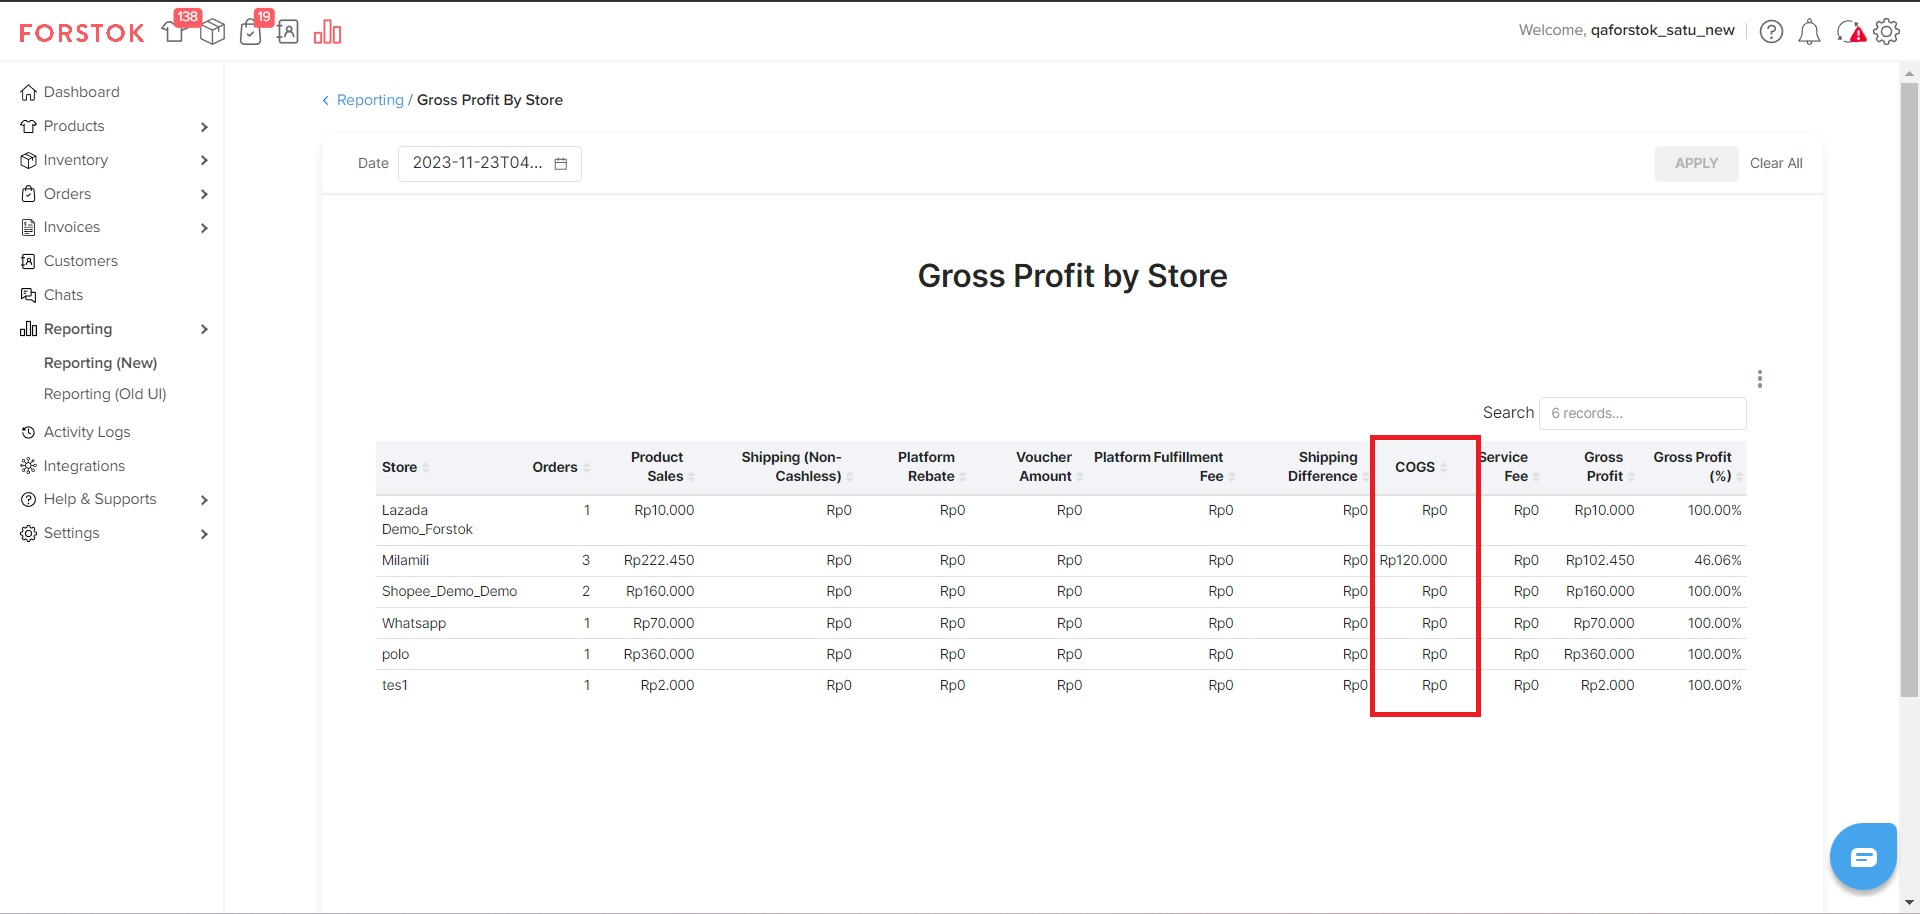 FORSTOK 138 19 Welcome, qaforstok_satu_new
Dashboard
Products
Inventory
Orders
Invoices
Customers
Chats
Reporting
Reporting (New)
Reporting (Old UI)
Activity Logs
Integrations
Help & Supports
Settings
Reporting / Gross Profit By Store
Date 2023-11-23T04... APPLY Clear All
Gross Profit by Store
Search 6 records...
Store Orders Product Sales Shipping (Non-Cashless) Platform Rebate Voucher Amount Platform Fulfillment Fee Shipping Difference COGS Service Fee Gross Profit Gross Profit (%)
Lazada Demo_Forstok 1 Rp10.000 Rp0 Rp0 Rp0 Rp0 Rp0 Rp0 Rp0 Rp10.000 100.00%
Milamili 3 Rp222.450 Rp0 Rp0 Rp0 Rp0 Rp0 Rp120.000 Rp0 Rp102.450 46.06%
Shopee_Demo_Demo 2 Rp160.000 Rp0 Rp0 Rp0 Rp0 Rp0 Rp0 Rp0 Rp160.000 100.00%
Whatsapp 1 Rp70.000 Rp0 Rp0 Rp0 Rp0 Rp0 Rp0 Rp0 Rp70.000 100.00%
polo 1 Rp360.000 Rp0 Rp0 Rp0 Rp0 Rp0 Rp0 Rp0 Rp360.000 100.00%
tes1 1 Rp2.000 Rp0 Rp0 Rp0 Rp0 Rp0 Rp0 Rp0 Rp2.000 100.00%